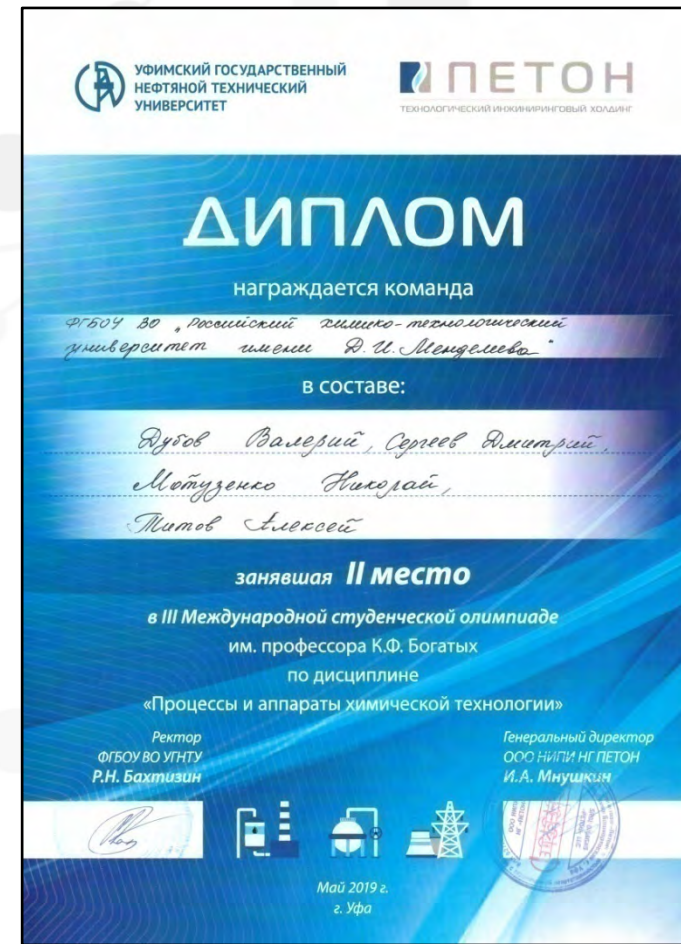 УФИМСКИЙ ГОСУДАРСТВЕННЫЙ
НЕФТЯНОЙ ТЕХНИЧЕСКИЙ
УНИВЕРСИТЕТ
ПЕТОН
ТЕХНОЛОГИЧЕСКИЙ ИНЖИНИРИНГОВЫЙ ХОЛДИНГ
ДИПЛОМ
награждается команда
ФГБОУ ВО „Российский химико-технологический
университет имени Д.И. Менделеева"
в составе:
Дубов Валерий, Сергеев Дмитрий,
Мотузенко Николай,
Титов Алексей
занявшая II место
в III Международной студенческой олимпиаде
им. профессора К.Ф. Богатых
по дисциплине
«Процессы и аппараты химической технологии»
Ректор
ФГБОУ ВО УГНТУ
Р.Н. Бахтизин
Генеральный директор
ООО НИПИ НГ ПЕТОН
И.А. Мнушкин
Май 2019 г.
г. Уфа